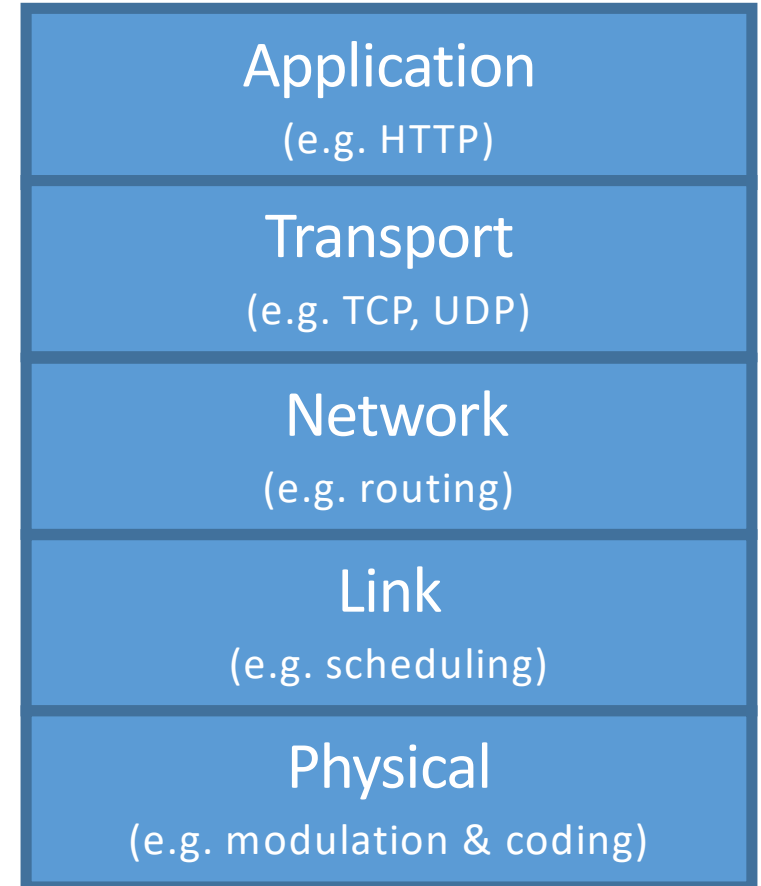 Application
(e.g. HTTP)
Transport
(e.g. TCP, UDP)
Network
(e.g. routing)
Link
(e.g. scheduling)
Physical
(e.g. modulation & coding)